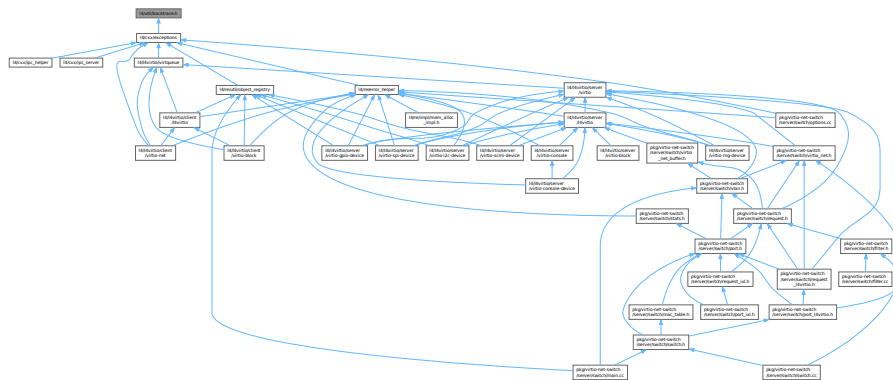 l4/util/backtrace.h
l4/cxx/exceptions
l4/cxx/ipc_helper
l4/cxx/ipc_server
l4/l4virtio/virtqueue
l4/re/util/object_registry
l4/re/error_helper
l4/l4virtio/server
/virtio
l4/l4virtio/client
/l4virtio
l4/re/impl/mem_alloc
_impl.h
l4/l4virtio/server
/l4virtio
pkg/virtio-net-switch
/server/switch/options.cc
l4/l4virtio/client
/virtio-net
l4/l4virtio/client
/virtio-block
l4/l4virtio/server
/virtio-gpio-device
l4/l4virtio/server
/virtio-spi-device
l4/l4virtio/server
/virtio-i2c-device
l4/l4virtio/server
/virtio-scmi-device
l4/l4virtio/server
/virtio-console
l4/l4virtio/server
/virtio-block
pkg/virtio-net-switch
/server/switch/virtio
_net_buffer.h
l4/l4virtio/server
/virtio-rng-device
pkg/virtio-net-switch
/server/switch/virtio_net.h
l4/l4virtio/server
/virtio-console-device
pkg/virtio-net-switch
/server/switch/vlan.h
pkg/virtio-net-switch
/server/switch/stats.h
pkg/virtio-net-switch
/server/switch/request.h
pkg/virtio-net-switch
/server/switch/port.h
pkg/virtio-net-switch
/server/switch/filter.h
pkg/virtio-net-switch
/server/switch/request_iul.h
pkg/virtio-net-switch
/server/switch/request
_l4virtio.h
pkg/virtio-net-switch
/server/switch/filter.cc
pkg/virtio-net-switch
/server/switch/mac_table.h
pkg/virtio-net-switch
/server/switch/port_iul.h
pkg/virtio-net-switch
/server/switch/port_l4virtio.h
pkg/virtio-net-switch
/server/switch/switch.h
pkg/virtio-net-switch
/server/switch/main.cc
pkg/virtio-net-switch
/server/switch/switch.cc